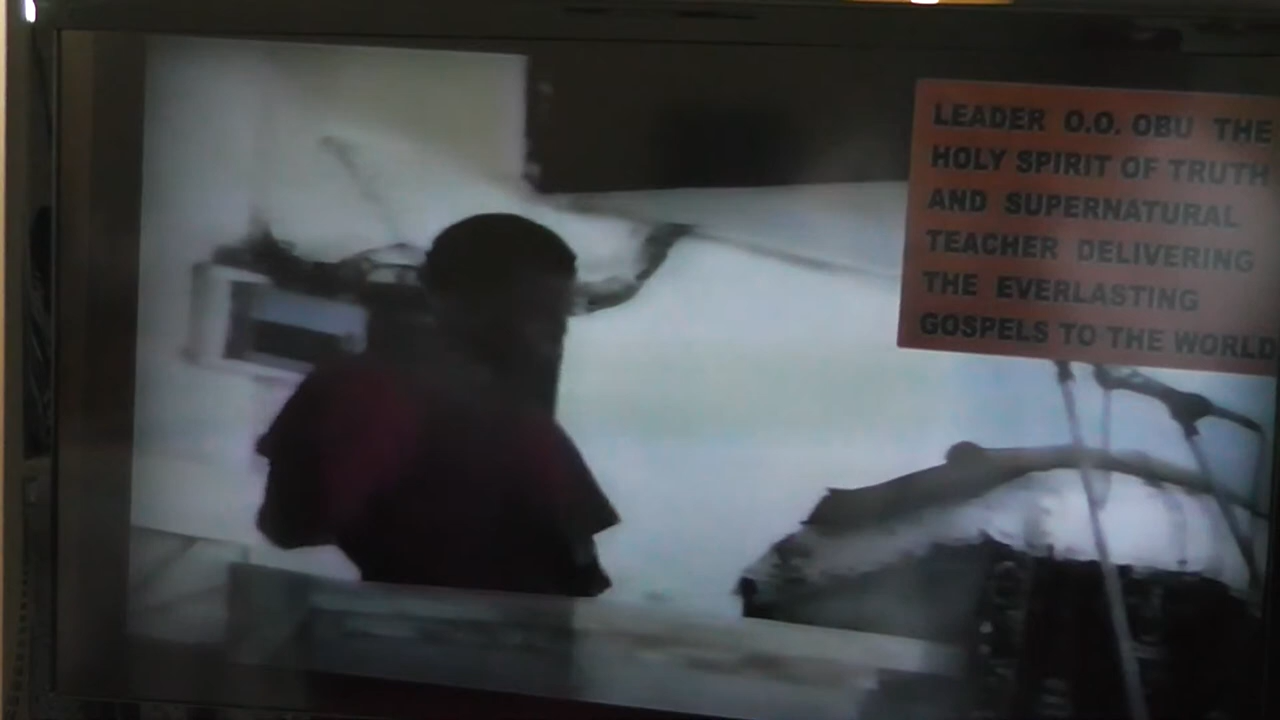 LEADER O.O. OBU THE
HOLY SPIRIT OF TRUTH
AND SUPERNATURAL
TEACHER DELIVERING
THE EVERLASTING
GOSPELS TO THE WORLD